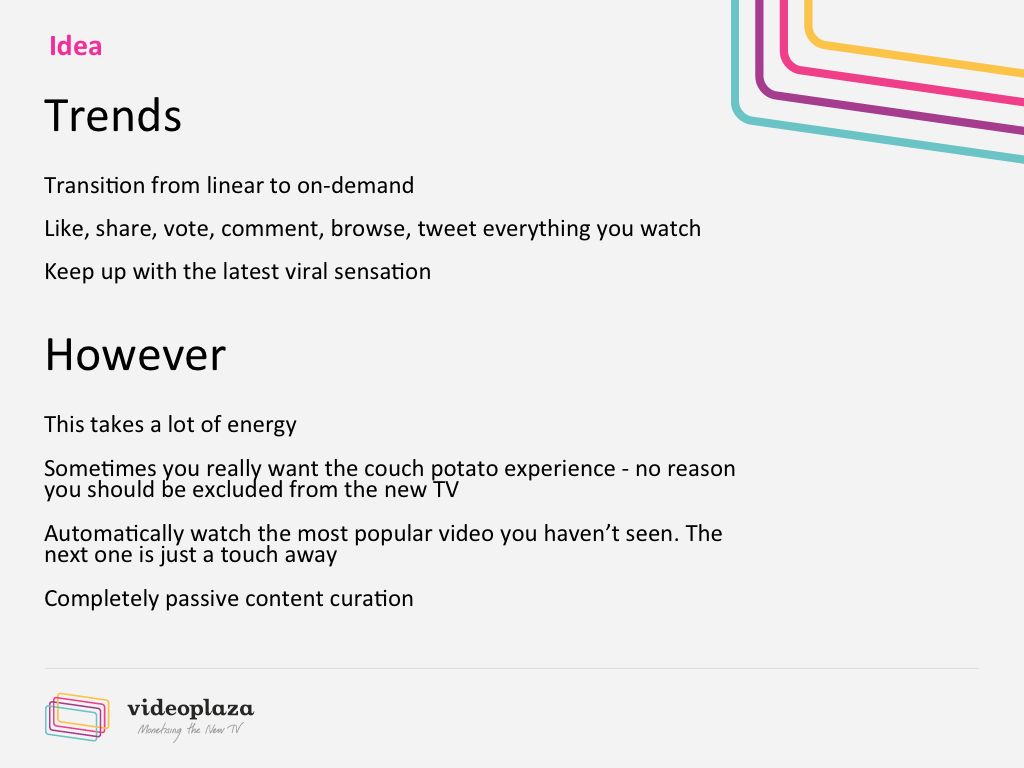 Idea
Trends
Transition from linear to on-demand
Like, share, vote, comment, browse, tweet everything you watch
Keep up with the latest viral sensation
However
This takes a lot of energy
Sometimes you really want the couch potato experience - no reason
you should be excluded from the new TV
Automatically watch the most popular video you haven’t seen. The
next one is just a touch away
Completely passive content curation
videoplaza
Monetising the New TV